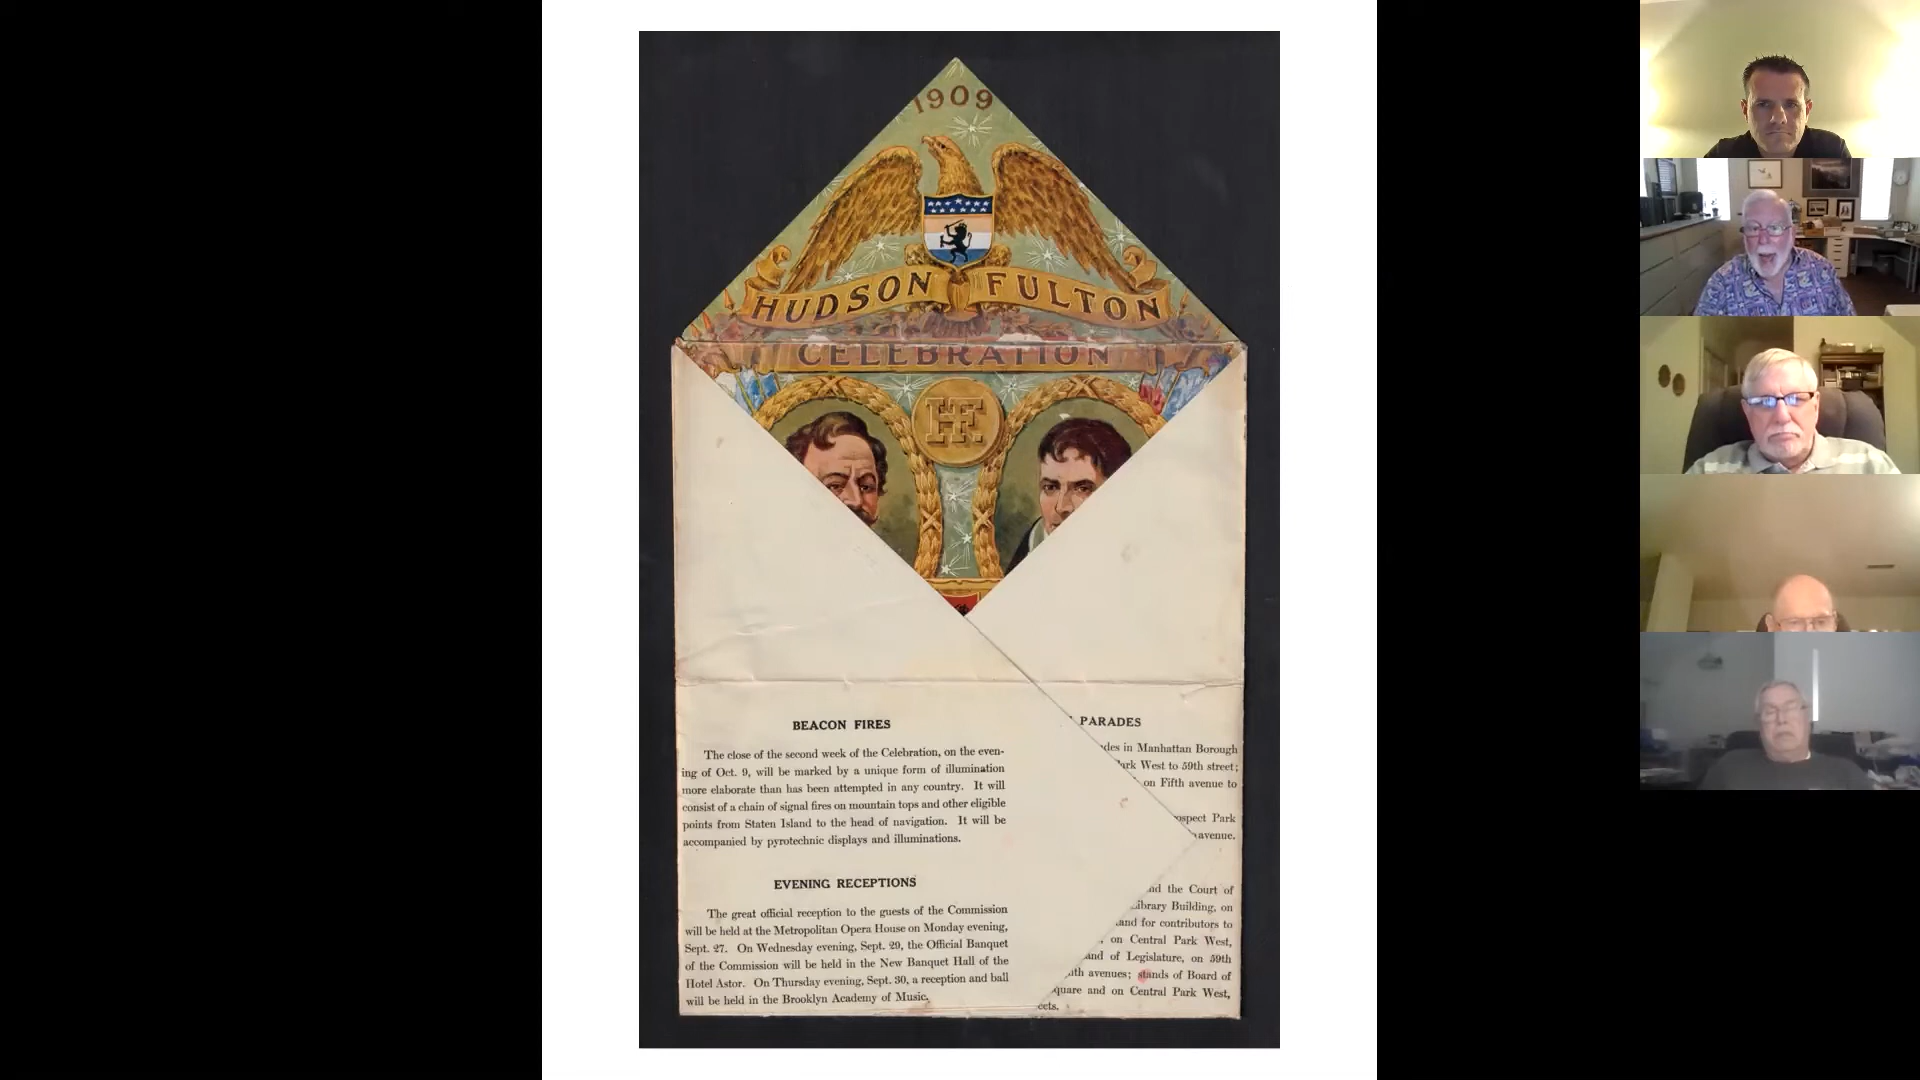 1909
HUDSON FULTON
CELEBRATION
HF
BEACON FIRES
The close of the second week of the Celebration, on the even-
ing of Oct. 9, will be marked by a unique form of illumination
more elaborate than has been attempted in any country. It will
consist of a chain of signal fires on mountain tops and other eligible
points from Staten Island to the head of navigation. It will be
accompanied by pyrotechnic displays and illuminations.
EVENING RECEPTIONS
The great official reception to the guests of the Commission
will be held at the Metropolitan Opera House on Monday evening,
Sept. 27. On Wednesday evening, Sept. 29, the Official Banquet
of the Commission will be held in the New Banquet Hall of the
Hotel Astor. On Thursday evening, Sept. 30, a reception and ball
will be held in the Brooklyn Academy of Music.
PARADES
des in Manhattan Borough
ark West to 59th street;
on Fifth avenue to
ospect Park
avenue.
nd the Court of
Library Building, on
and for contributors to
, on Central Park West,
and of Legislature, on 59th
th avenues; stands of Board of
quare and on Central Park West,
eets.